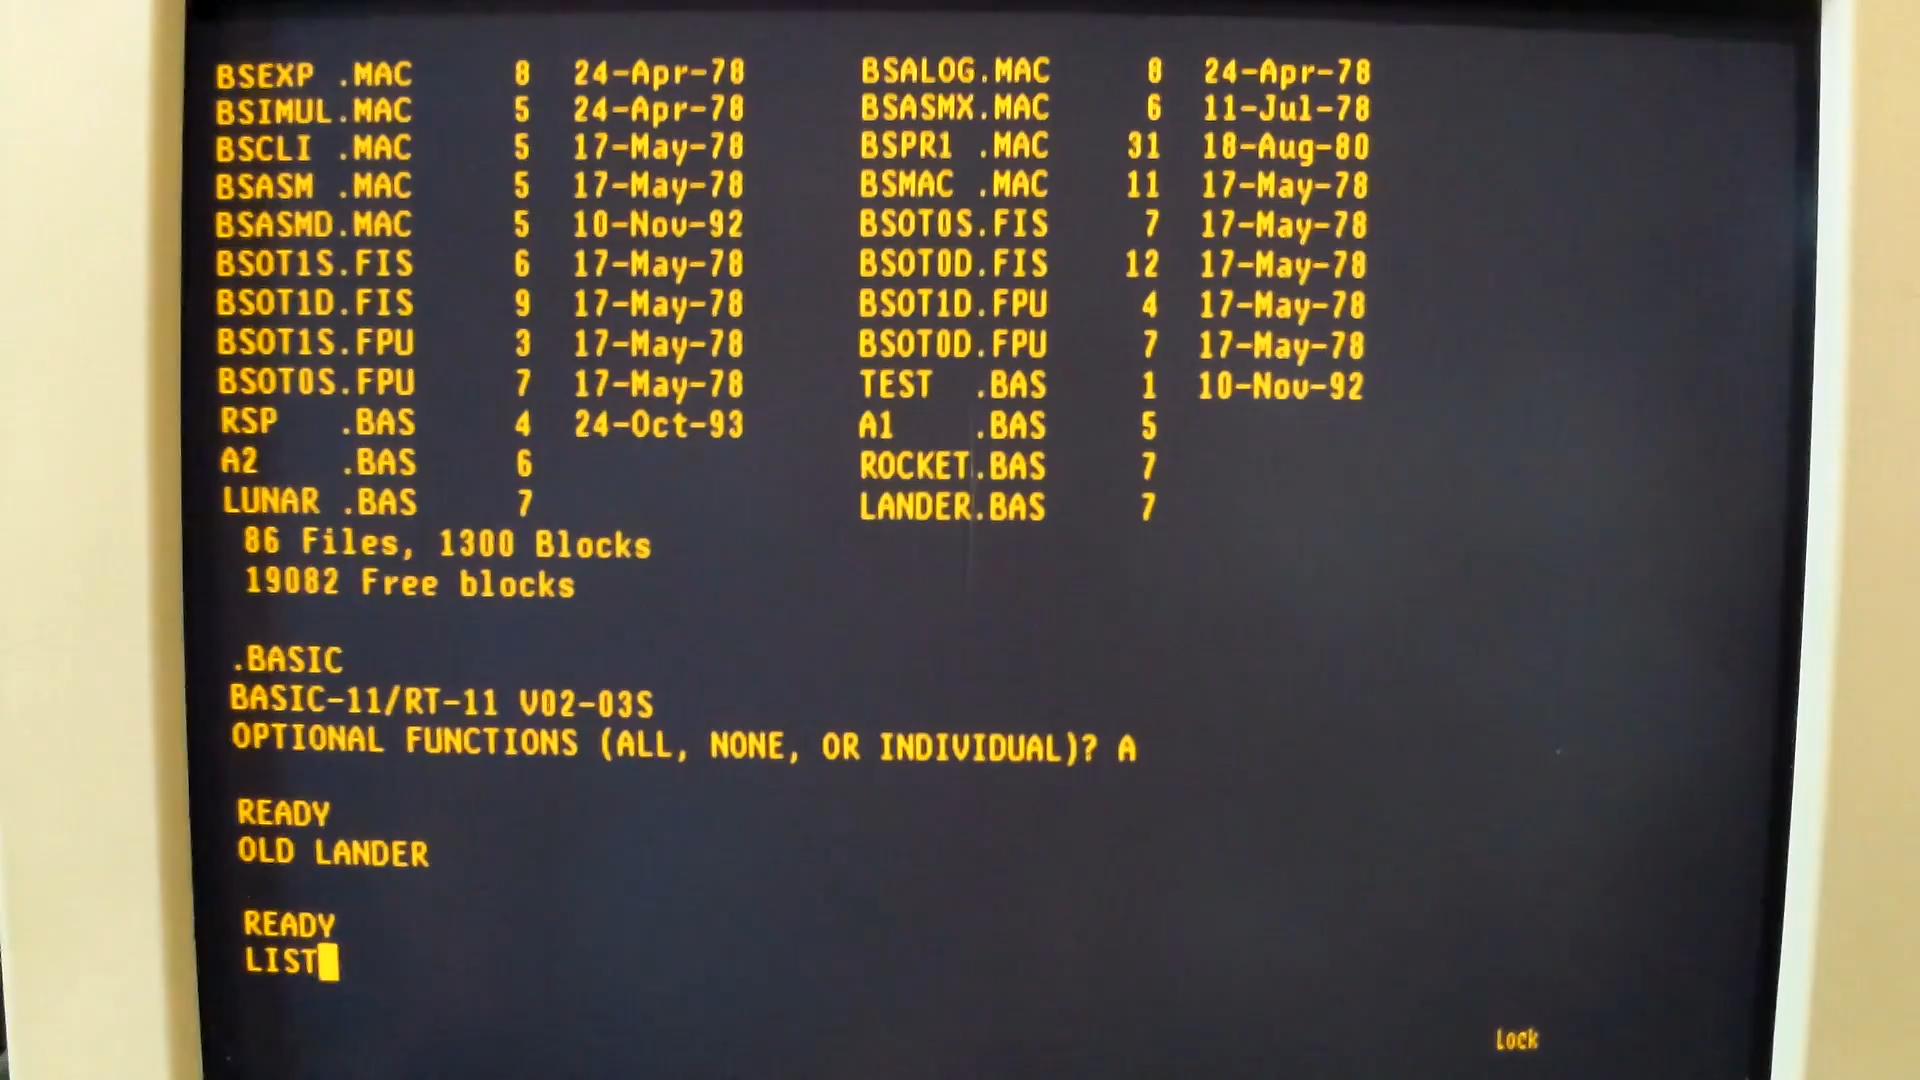 BSEXP .MAC     8  24-Apr-78      BSALOG.MAC     8  24-Apr-78
BSIMUL.MAC     5  24-Apr-78      BSASMX.MAC     6  11-Jul-78
BSCLI .MAC     5  17-May-78      BSPR1 .MAC    31  18-Aug-80
BSASM .MAC     5  17-May-78      BSMAC .MAC    11  17-May-78
BSASMD.MAC     5  10-Nov-92      BSOT0S.FIS     7  17-May-78
BSOT1S.FIS     6  17-May-78      BSOT0D.FIS    12  17-May-78
BSOT1D.FIS     9  17-May-78      BSOT1D.FPU     4  17-May-78
BSOT1S.FPU     3  17-May-78      BSOT0D.FPU     7  17-May-78
BSOT0S.FPU     7  17-May-78      TEST  .BAS     1  10-Nov-92
RSP   .BAS     4  24-Oct-93      A1    .BAS     5
A2    .BAS     6                 ROCKET.BAS     7
LUNAR .BAS     7                 LANDER.BAS     7
86 Files, 1300 Blocks
19082 Free blocks
.BASIC
BASIC-11/RT-11 V02-03S
OPTIONAL FUNCTIONS (ALL, NONE, OR INDIVIDUAL)? A
READY
OLD LANDER
READY
LIST
Lock